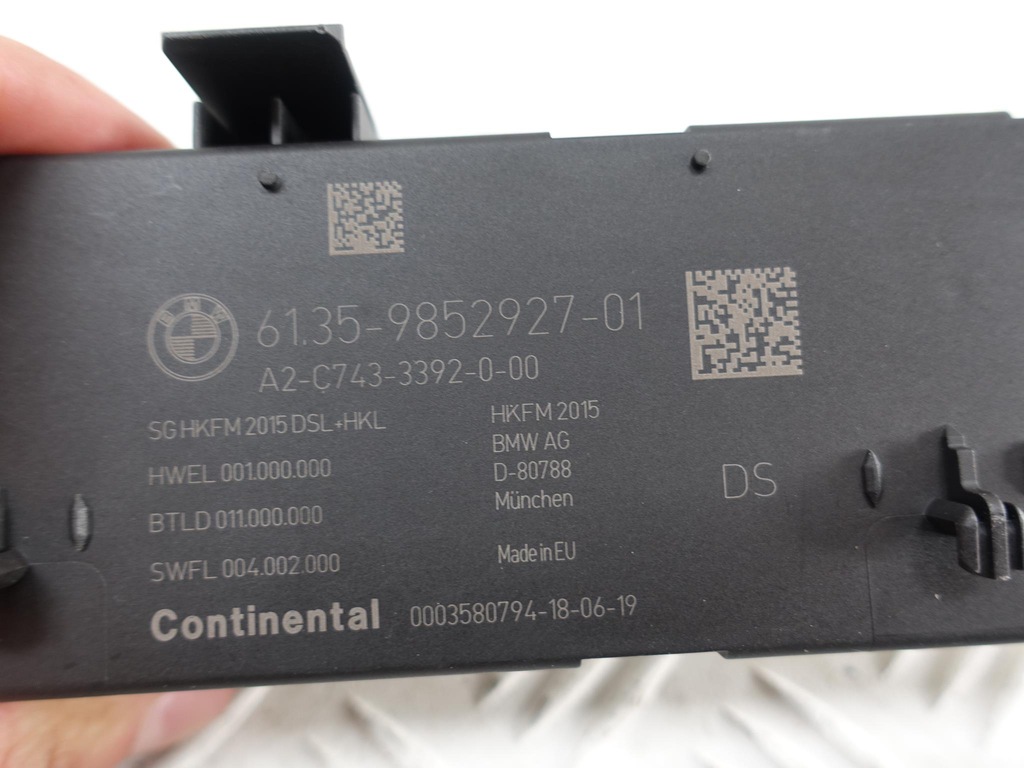 BMW
61.35-9852927-01
A2-C743-3392-0-00
SG HKFM 2015 DSL+HKL
HWEL 001.000.000
BTLD 011.000.000
SWFL 004.002.000
HKFM 2015
BMW AG
D-80788
München
Made in EU
DS
Continental 0003580794-18-06-19